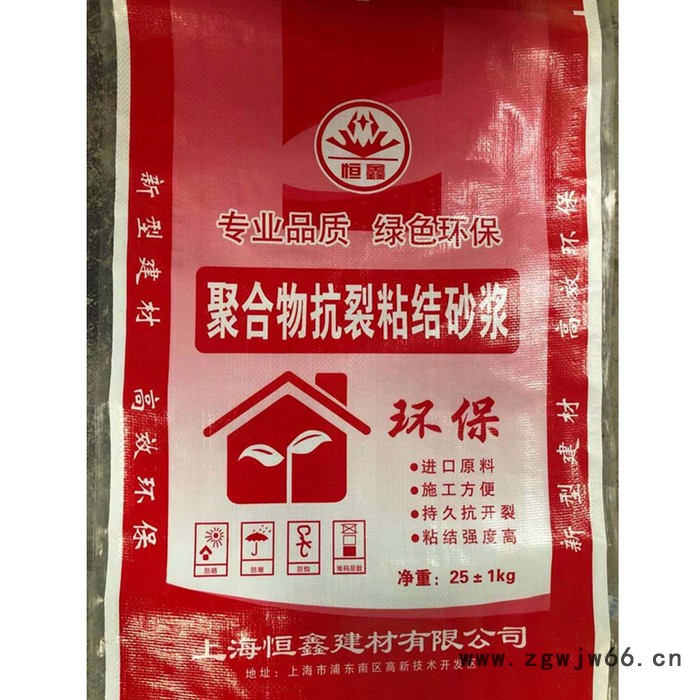 恒鑫
专业品质 绿色环保
聚合物抗裂粘结砂浆
新型建材 高效环保
环保
•进口原料
•施工方便
•持久抗开裂
•粘结强度高
防晒
防潮
防钩
堆码层数
净重：25±1kg
上海恒鑫建材有限公司
地址：上海市浦东南区高新技术开发区
新型建材 高效环保
www.zgwjw66.cn